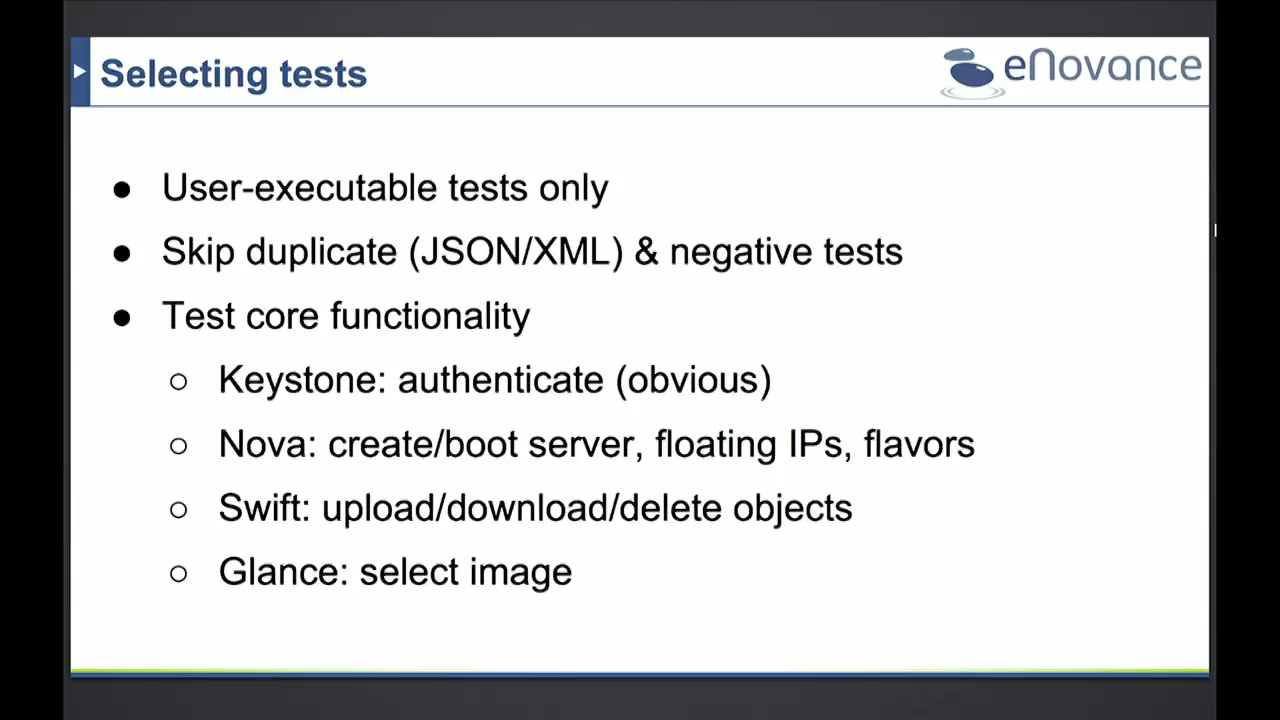 Selecting tests
eNovance
● User-executable tests only
● Skip duplicate (JSON/XML) & negative tests
● Test core functionality
○ Keystone: authenticate (obvious)
○ Nova: create/boot server, floating IPs, flavors
○ Swift: upload/download/delete objects
○ Glance: select image